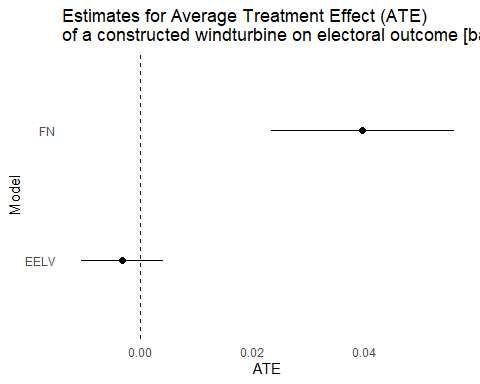 Estimates for Average Treatment Effect (ATE)
of a constructed windturbine on electoral outcome
FN
Model
EELV
0.00 0.02 0.04
ATE